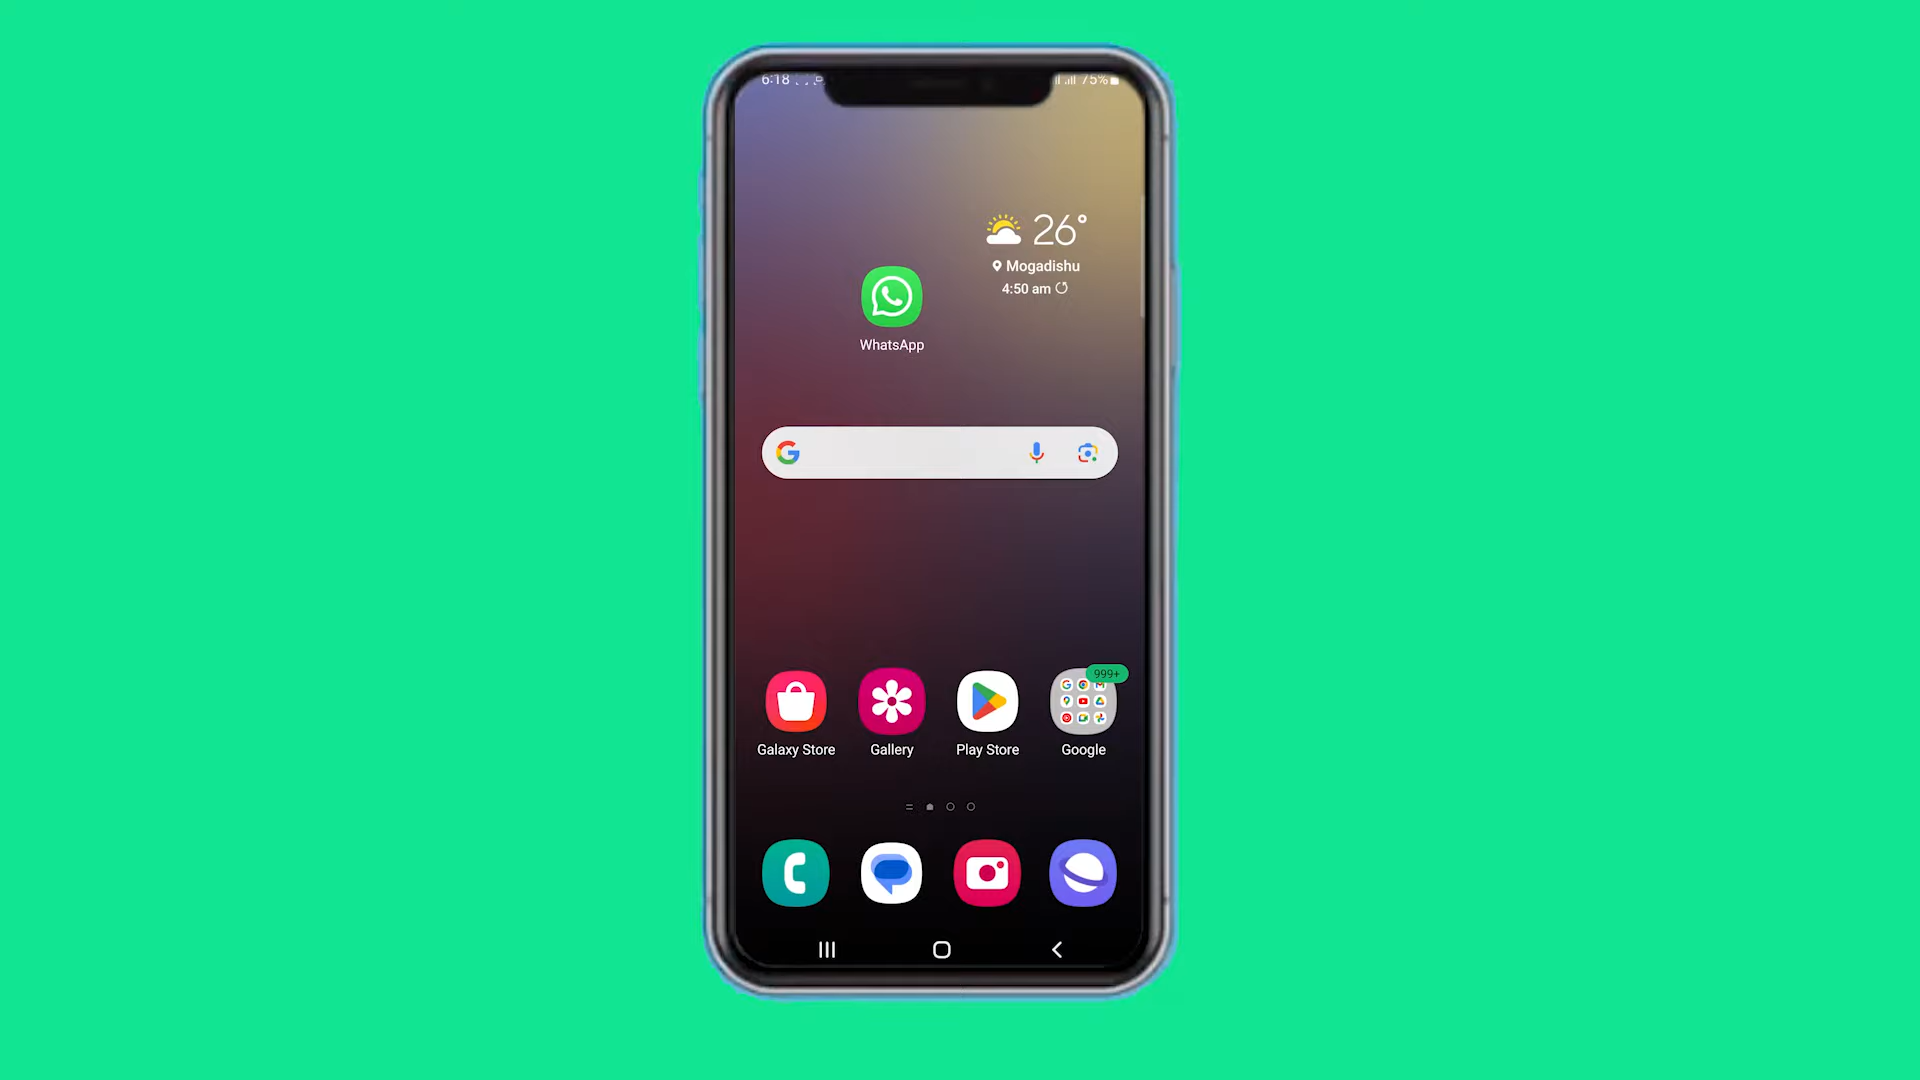 6:18
75%
26°
Mogadishu
4:50 am
WhatsApp
999+
Galaxy Store
Gallery
Play Store
Google